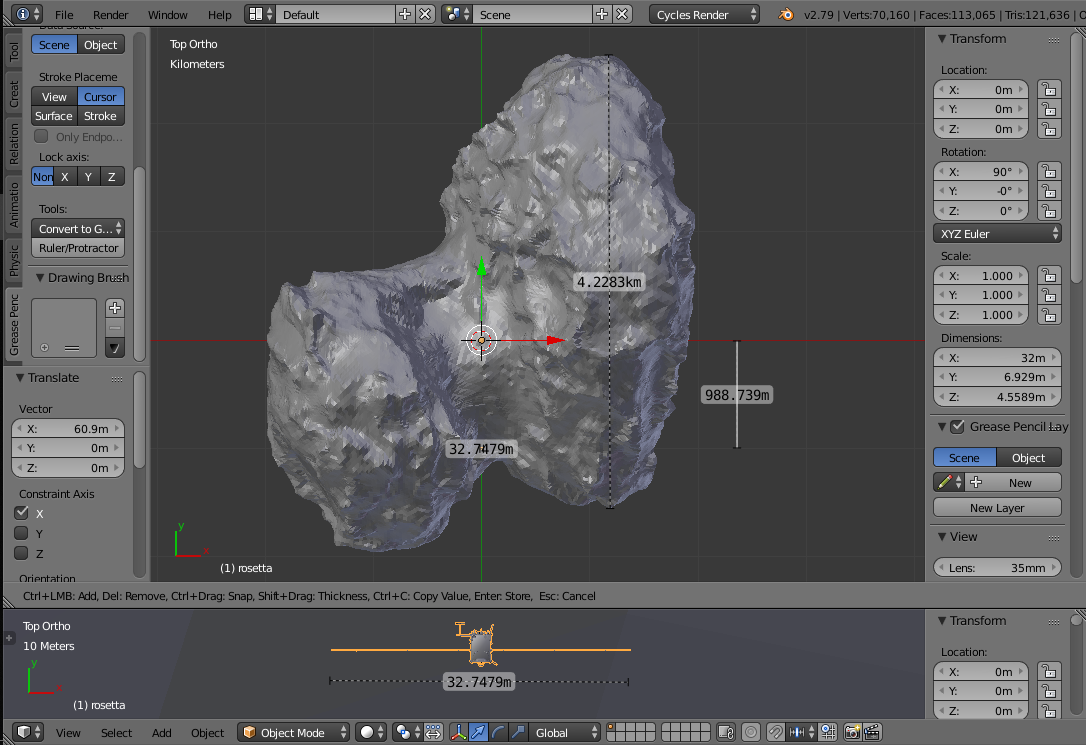 File Render Window Help Default Scene Cycles Render v2.79 | Verts:70,160 | Faces:113,065 | Tris:121,636 |
Scene Object
Stroke Placeme
View Cursor
Surface Stroke
Only Endpo...
Lock axis:
Non X Y Z
Tools:
Convert to G...
Ruler/Protractor
Drawing Brush
Tool
Creat
Relation
Animatio
Physi
Grease Penc
Translate
Vector
X: 60.9m
Y: 0m
Z: 0m
Constraint Axis
X
Y
Z
Orientation
Top Ortho
Kilometers
4.2283km
988.739m
32.7479m
y
x
(1) rosetta
Transform
Location:
X: 0m
Y: 0m
Z: 0m
Rotation:
X: 90°
Y: -0°
Z: 0°
XYZ Euler
Scale:
X: 1.000
Y: 1.000
Z: 1.000
Dimensions:
X: 32m
Y: 6.929m
Z: 4.5589m
Grease Pencil Lay
Scene Object
New
New Layer
View
Lens: 35mm
Ctrl+LMB: Add, Del: Remove, Ctrl+Drag: Snap, Shift+Drag: Thickness, Ctrl+C: Copy Value, Enter: Store, Esc: Cancel
Top Ortho
10 Meters
y
x
32.7479m
(1) rosetta
Transform
Location:
X: 0m
Y: 0m
Z: 0m
View Select Add Object Object Mode Global